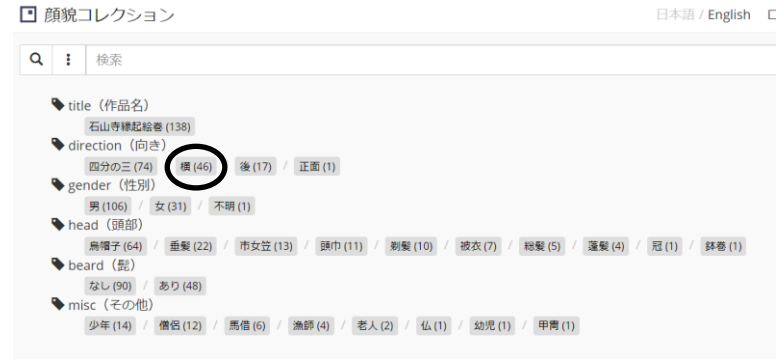 顔貌コレクション 日本語 / English
検索
title（作品名）
石山寺縁起絵巻 (138)
direction（向き）
四分の三 (74) / 横 (46) 後 (17) / 正面 (1)
gender（性別）
男 (106) / 女 (31) / 不明 (1)
head（頭部）
烏帽子 (64) / 垂髪 (22) / 市女笠 (13) / 頭巾 (11) / 剃髪 (10) / 被衣 (7) / 総髪 (5) / 蓬髪 (4) / 冠 (1) / 鉢巻 (1)
beard（髭）
なし (90) / あり (48)
misc（その他）
少年 (14) / 僧侶 (12) / 馬借 (6) / 漁師 (4) / 老人 (2) / 仏 (1) / 幼児 (1) / 甲冑 (1)